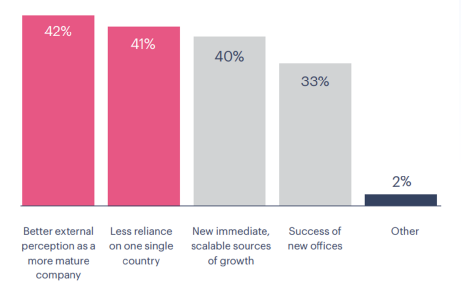 42%
41%
40%
33%
2%
Better external
perception as a
more mature
company
Less reliance
on one single
country
New immediate,
scalable sources
of growth
Success of
new offices
Other